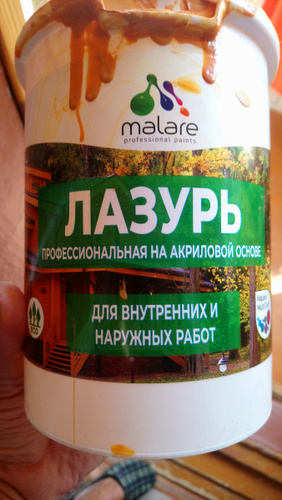 malare
professional paints
ЛАЗУРЬ
ПРОФЕССИОНАЛЬНАЯ НА АКРИЛОВОЙ ОСНОВЕ
ДЛЯ ВНУТРЕННИХ И
НАРУЖНЫХ РАБОТ